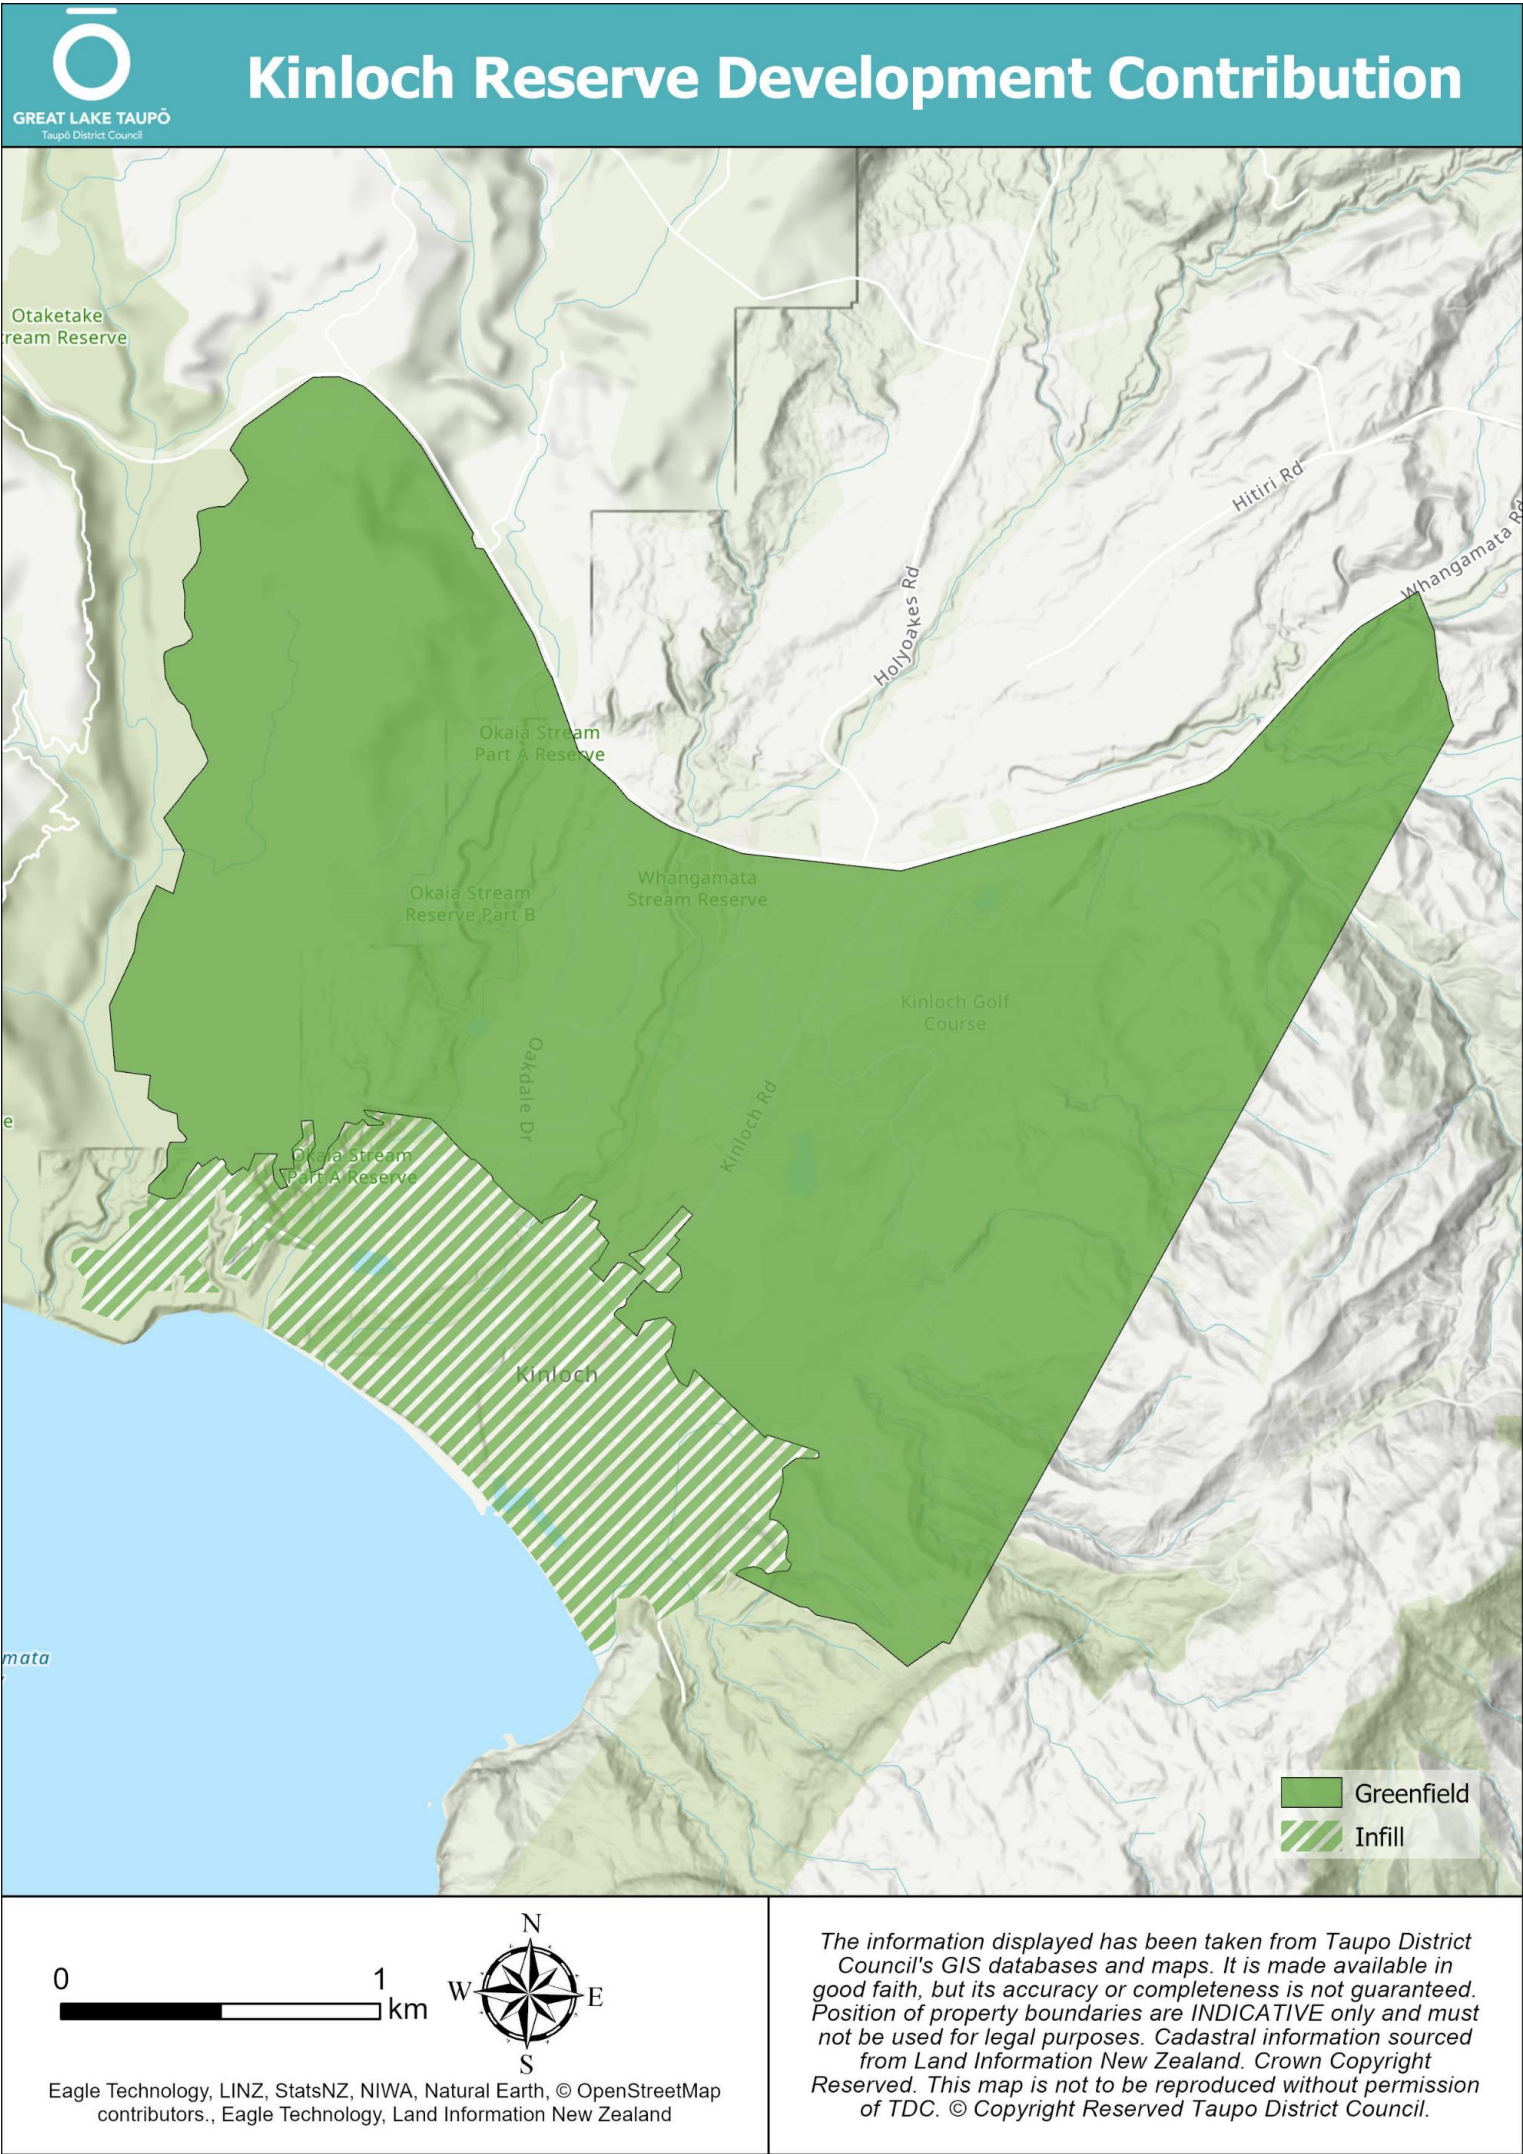 GREAT LAKE TAUPŌ
Taupō District Council
Kinloch Reserve Development Contribution
Otaketake
tream Reserve
Hitiri Rd
Whangamata Rd
Holyoakes Rd
Okaia Stream
Part A Reserve
Okaia Stream
Reserve Part B
Whangamata
Stream Reserve
Kinloch Golf
Course
Oakdale Dr
Kinloch Rd
e
Okaia Stream
Part A Reserve
Kinloch
mata
Greenfield
Infill
0 1
km
N
W E
S
Eagle Technology, LINZ, StatsNZ, NIWA, Natural Earth, © OpenStreetMap
contributors., Eagle Technology, Land Information New Zealand
The information displayed has been taken from Taupo District
Council's GIS databases and maps. It is made available in
good faith, but its accuracy or completeness is not guaranteed.
Position of property boundaries are INDICATIVE only and must
not be used for legal purposes. Cadastral information sourced
from Land Information New Zealand. Crown Copyright
Reserved. This map is not to be reproduced without permission
of TDC. © Copyright Reserved Taupo District Council.